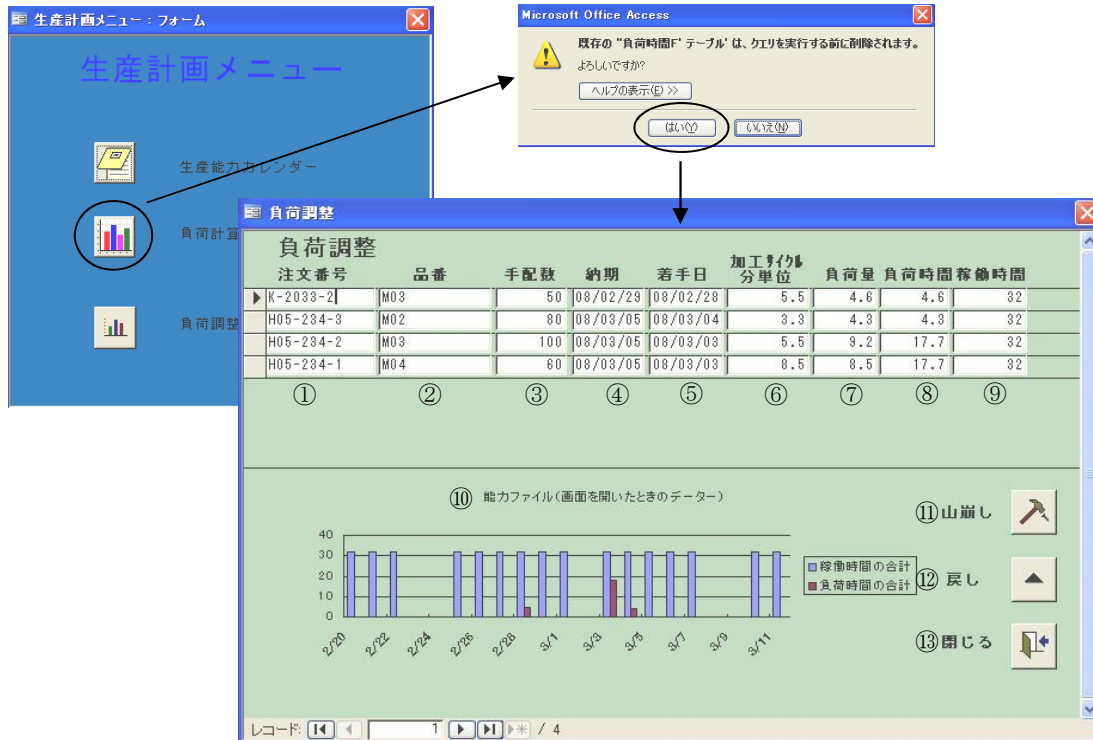 生産計画メニュー : フォーム
生産計画メニュー
生産能力カレンダー
負荷計算
負荷調整
Microsoft Office Access
既存の "負荷時間F' テーブル' は、クエリを実行する前に削除されます。
よろしいですか?
ヘルプの表示(E) >>
はい(Y)
いいえ(N)
負荷調整
負荷調整
注文番号 品番 手配数 納期 着手日 加工サイクル分単位 負荷量 負荷時間 稼働時間
K-2033-2 M03 50 08/02/29 08/02/28 5.5 4.6 4.6 32
H05-234-3 M02 80 08/03/05 08/03/04 3.3 4.3 4.3 32
H05-234-2 M03 100 08/03/05 08/03/03 5.5 9.2 17.7 32
H05-234-1 M04 60 08/03/05 08/03/03 8.5 8.5 17.7 32
① ② ③ ④ ⑤ ⑥ ⑦ ⑧ ⑨
⑩ 能力ファイル(画面を開いたときのデーター)
40
30
20
10
0
2/20 2/22 2/24 2/26 2/28 3/1 3/3 3/5 3/7 3/9 3/11
稼働時間の合計
負荷時間の合計
⑪山崩し
⑫ 戻し
⑬閉じる
レコード: 1 / 4